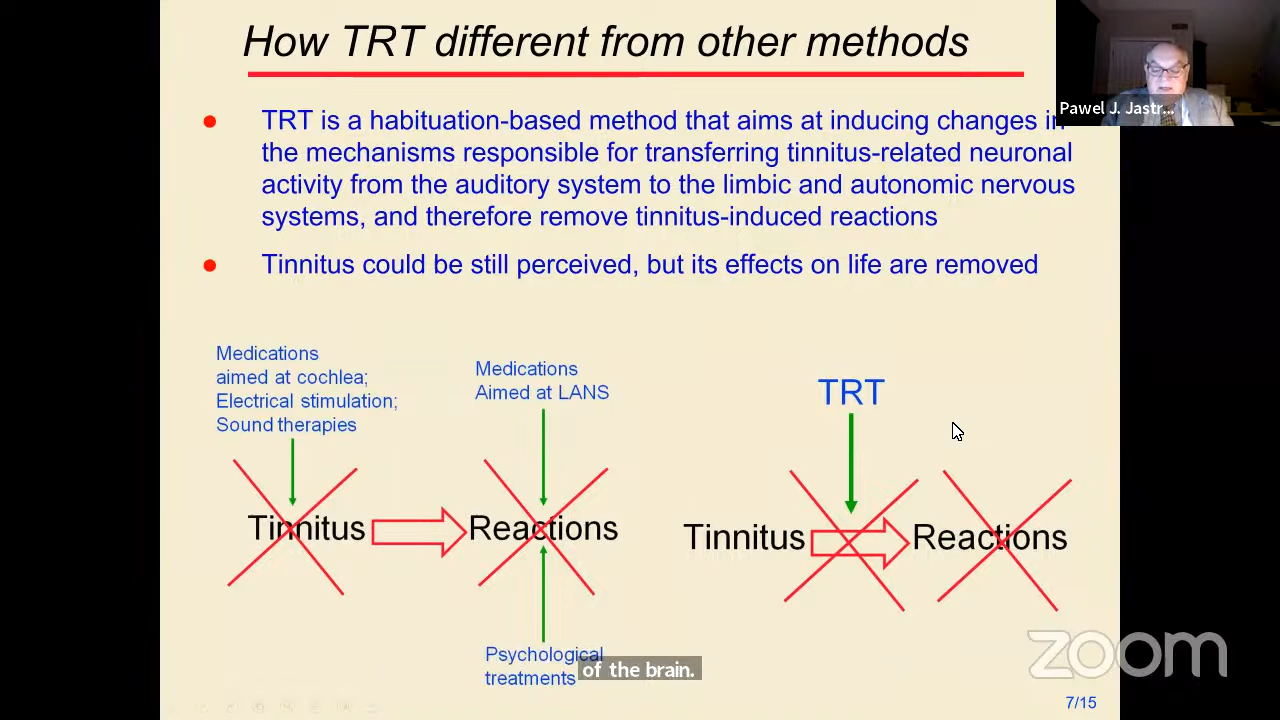 How TRT different from other methods
Pawel J. Jastr...
TRT is a habituation-based method that aims at inducing changes in
the mechanisms responsible for transferring tinnitus-related neuronal
activity from the auditory system to the limbic and autonomic nervous
systems, and therefore remove tinnitus-induced reactions
Tinnitus could be still perceived, but its effects on life are removed
Medications
aimed at cochlea;
Electrical stimulation;
Sound therapies
Medications
Aimed at LANS
TRT
Tinnitus
Reactions
Tinnitus
Reactions
Psychological
treatments
of the brain.
zoom
7/15